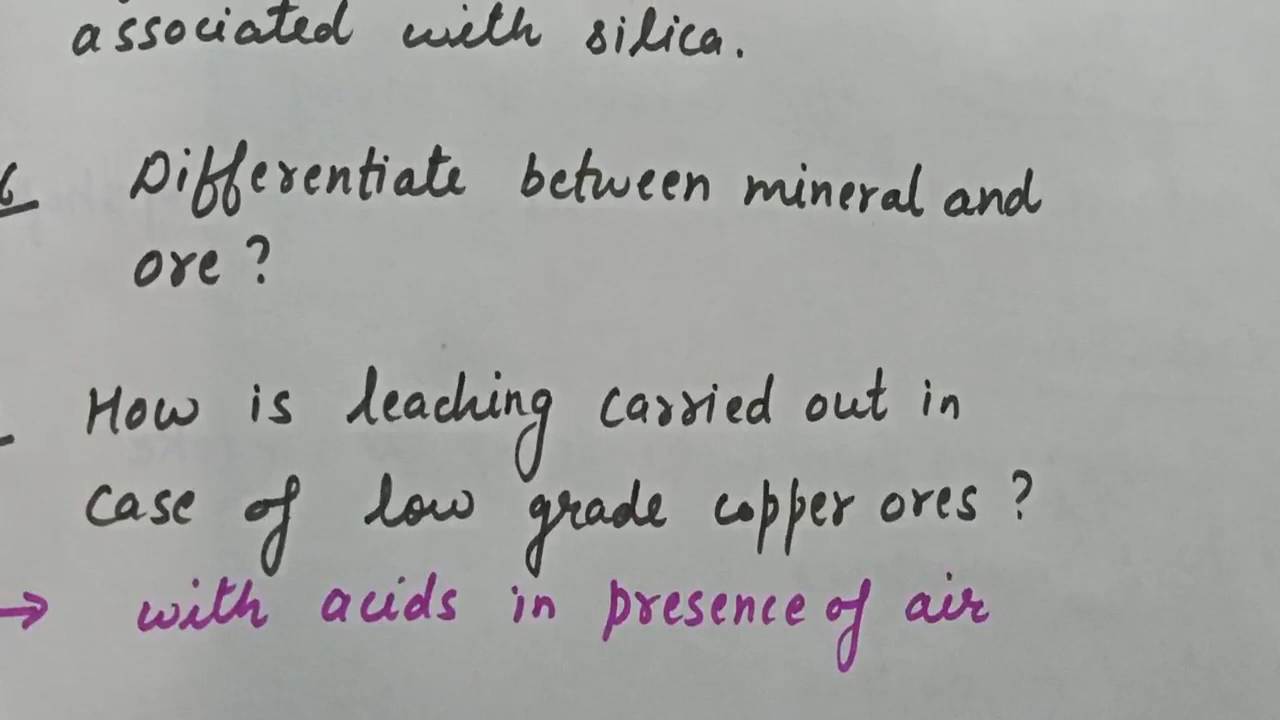 associated with silica.
6 Differentiate between mineral and
ore ?
How is leaching carried out in
case of low grade copper ores ?
→ with acids in presence of air